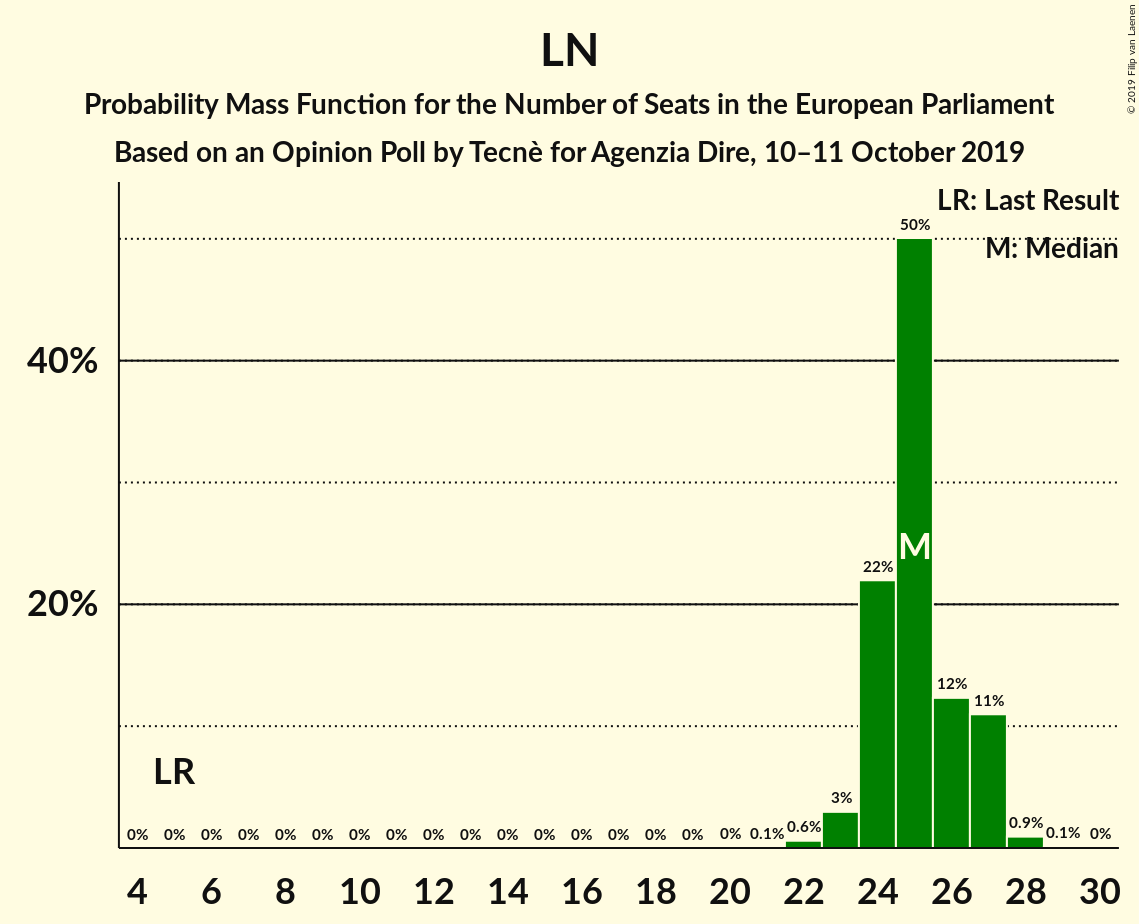 LN
Probability Mass Function for the Number of Seats in the European Parliament
Based on an Opinion Poll by Tecnè for Agenzia Dire, 10–11 October 2019
© 2019 Filip van Laenen
LR: Last Result
M: Median
50%
40%
20%
22%
M
12%
11%
LR
3%
0% 0% 0% 0% 0% 0% 0% 0% 0% 0% 0% 0% 0% 0% 0% 0% 0% 0.1% 0.6% 0.9% 0.1% 0%
4 6 8 10 12 14 16 18 20 22 24 26 28 30